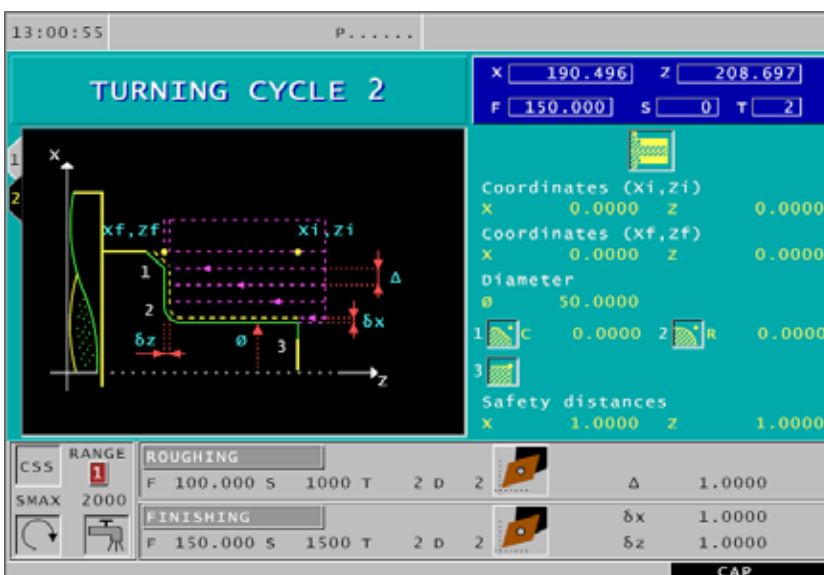 13:00:55 P......
TURNING CYCLE 2
X 190.496 Z 208.697
F 150.000 S 0 T 2
1
2
X
xf,zf xi,zi
1
Δ
2
δx
δz Ø 3
Z
Coordinates (xi,zi)
X 0.0000 Z 0.0000
Coordinates (xf,zf)
X 0.0000 Z 0.0000
Diameter
Ø 50.0000
1 C 0.0000 2 R 0.0000
3
Safety distances
X 1.0000 Z 1.0000
CSS RANGE
1
SMAX 2000
ROUGHING
F 100.000 S 1000 T 2 D 2 Δ 1.0000
FINISHING
F 150.000 S 1500 T 2 D 2 δx 1.0000
δz 1.0000
CAP